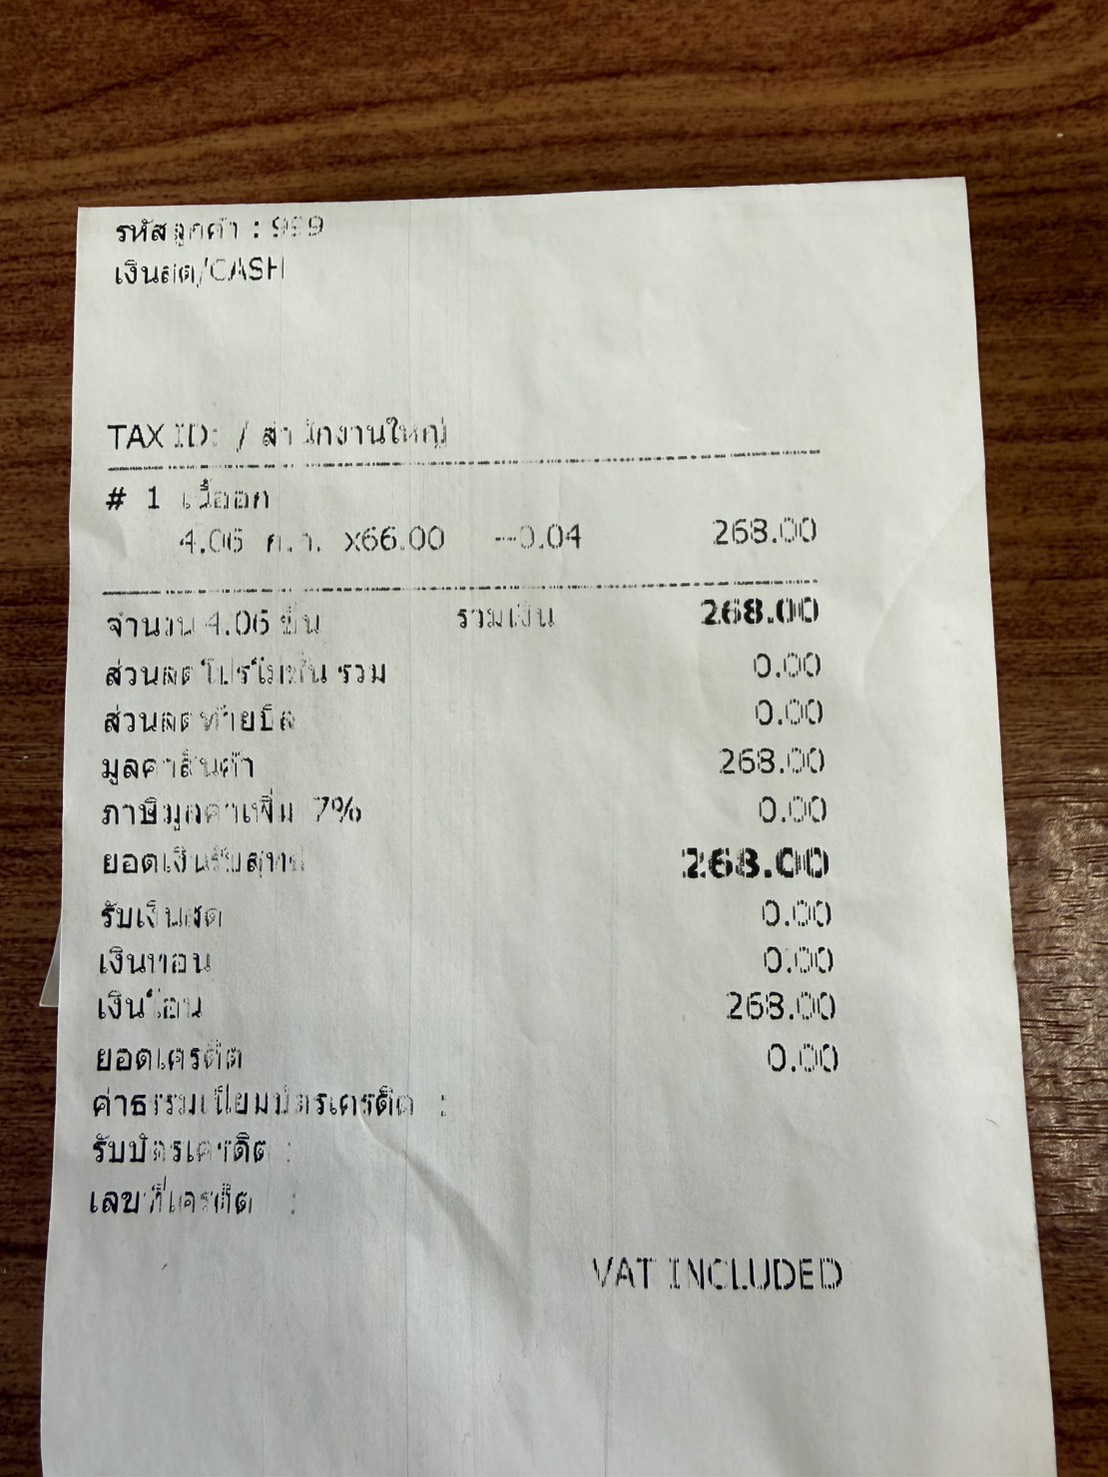 รหัสลูกค้า : 999
เงินสด/CASH
TAX ID: / สำนักงานใหญ่
# 1 เนื้ออก
4.06 ก.ก. x66.00 --0.04 268.00
จำนวน 4.06 ชิ้น รวมเงิน 268.00
ส่วนลดโปรโมชั่น รวม 0.00
ส่วนลดท้ายบิล 0.00
มูลค่าสินค้า 268.00
ภาษีมูลค่าเพิ่ม 7% 0.00
ยอดเงินรับสุทธิ 268.00
รับเงินสด 0.00
เงินทอน 0.00
เงินโอน 268.00
ยอดเครดิต 0.00
ค่าธรรมเนียมบัตรเครดิต :
รับบัตรเครดิต :
เลขที่เครดิต :
VAT INCLUDED